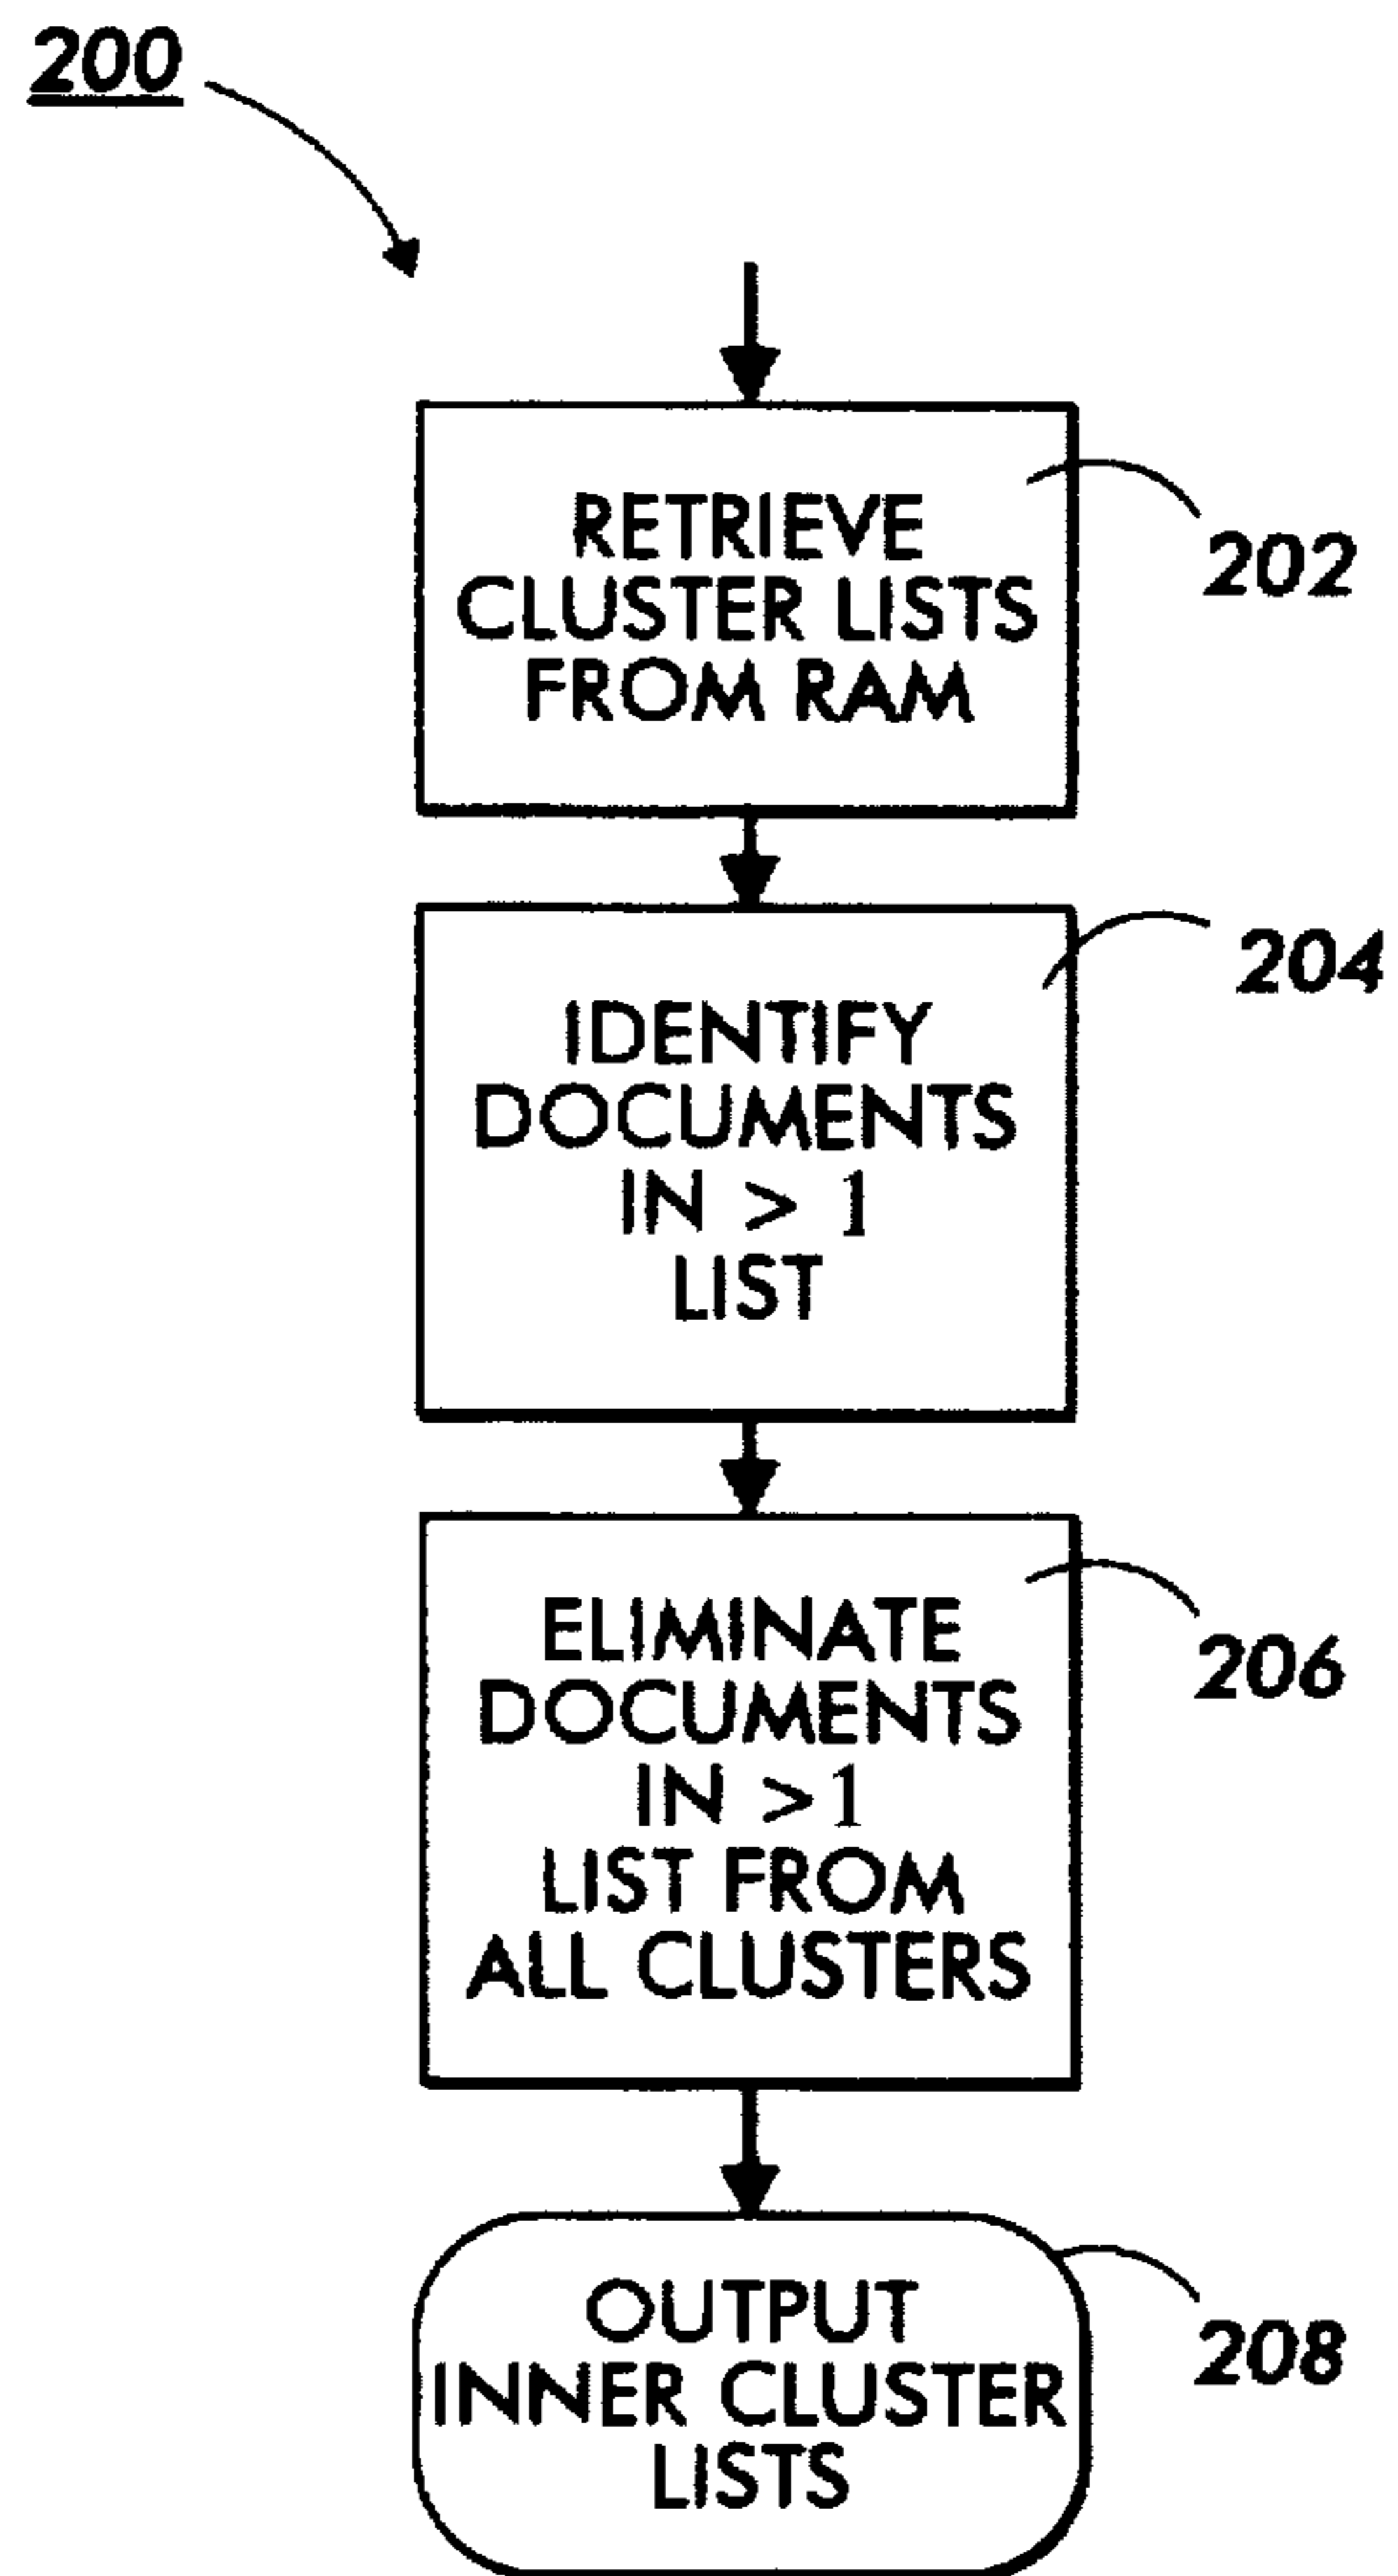 200
RETRIEVE
CLUSTER LISTS
FROM RAM
202
IDENTIFY
DOCUMENTS
IN > 1
LIST
204
ELIMINATE
DOCUMENTS
IN >1
LIST FROM
ALL CLUSTERS
206
OUTPUT
INNER CLUSTER
LISTS
208